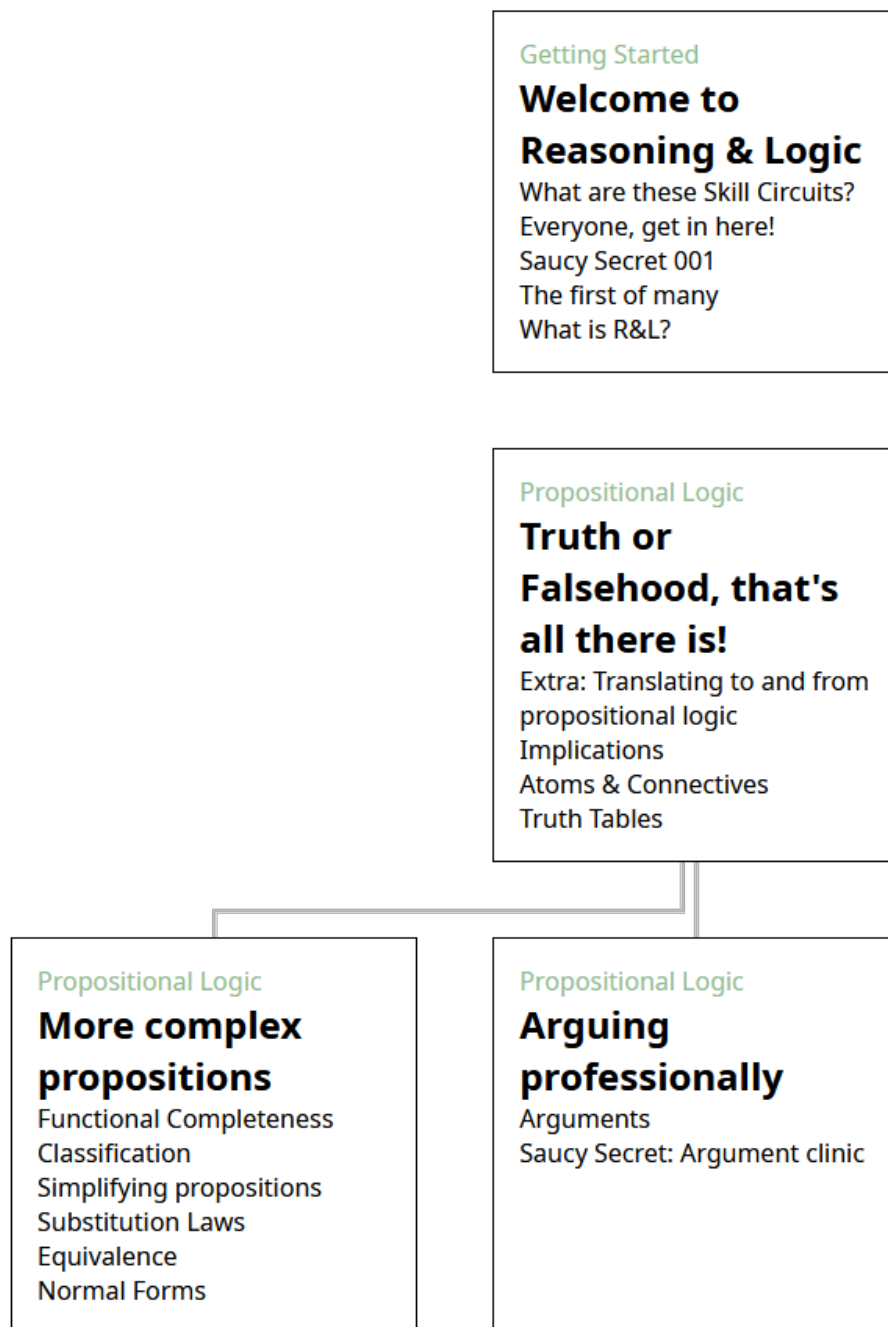 Getting Started
Welcome to
Reasoning & Logic
What are these Skill Circuits?
Everyone, get in here!
Saucy Secret 001
The first of many
What is R&L?
Propositional Logic
Truth or
Falsehood, that's
all there is!
Extra: Translating to and from
propositional logic
Implications
Atoms & Connectives
Truth Tables
Propositional Logic
More complex
propositions
Functional Completeness
Classification
Simplifying propositions
Substitution Laws
Equivalence
Normal Forms
Propositional Logic
Arguing
professionally
Arguments
Saucy Secret: Argument clinic